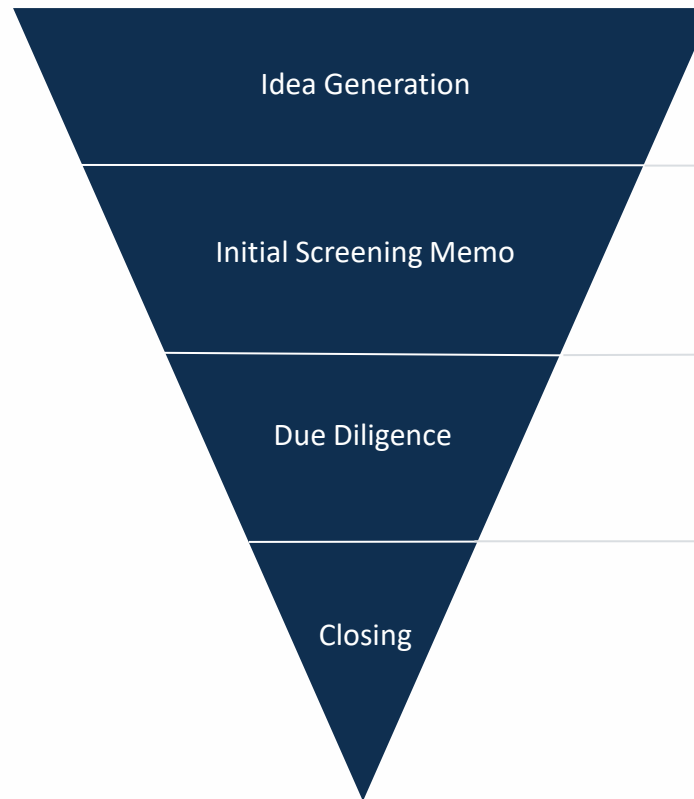 Idea Generation
Initial Screening Memo
Due Diligence
Closing